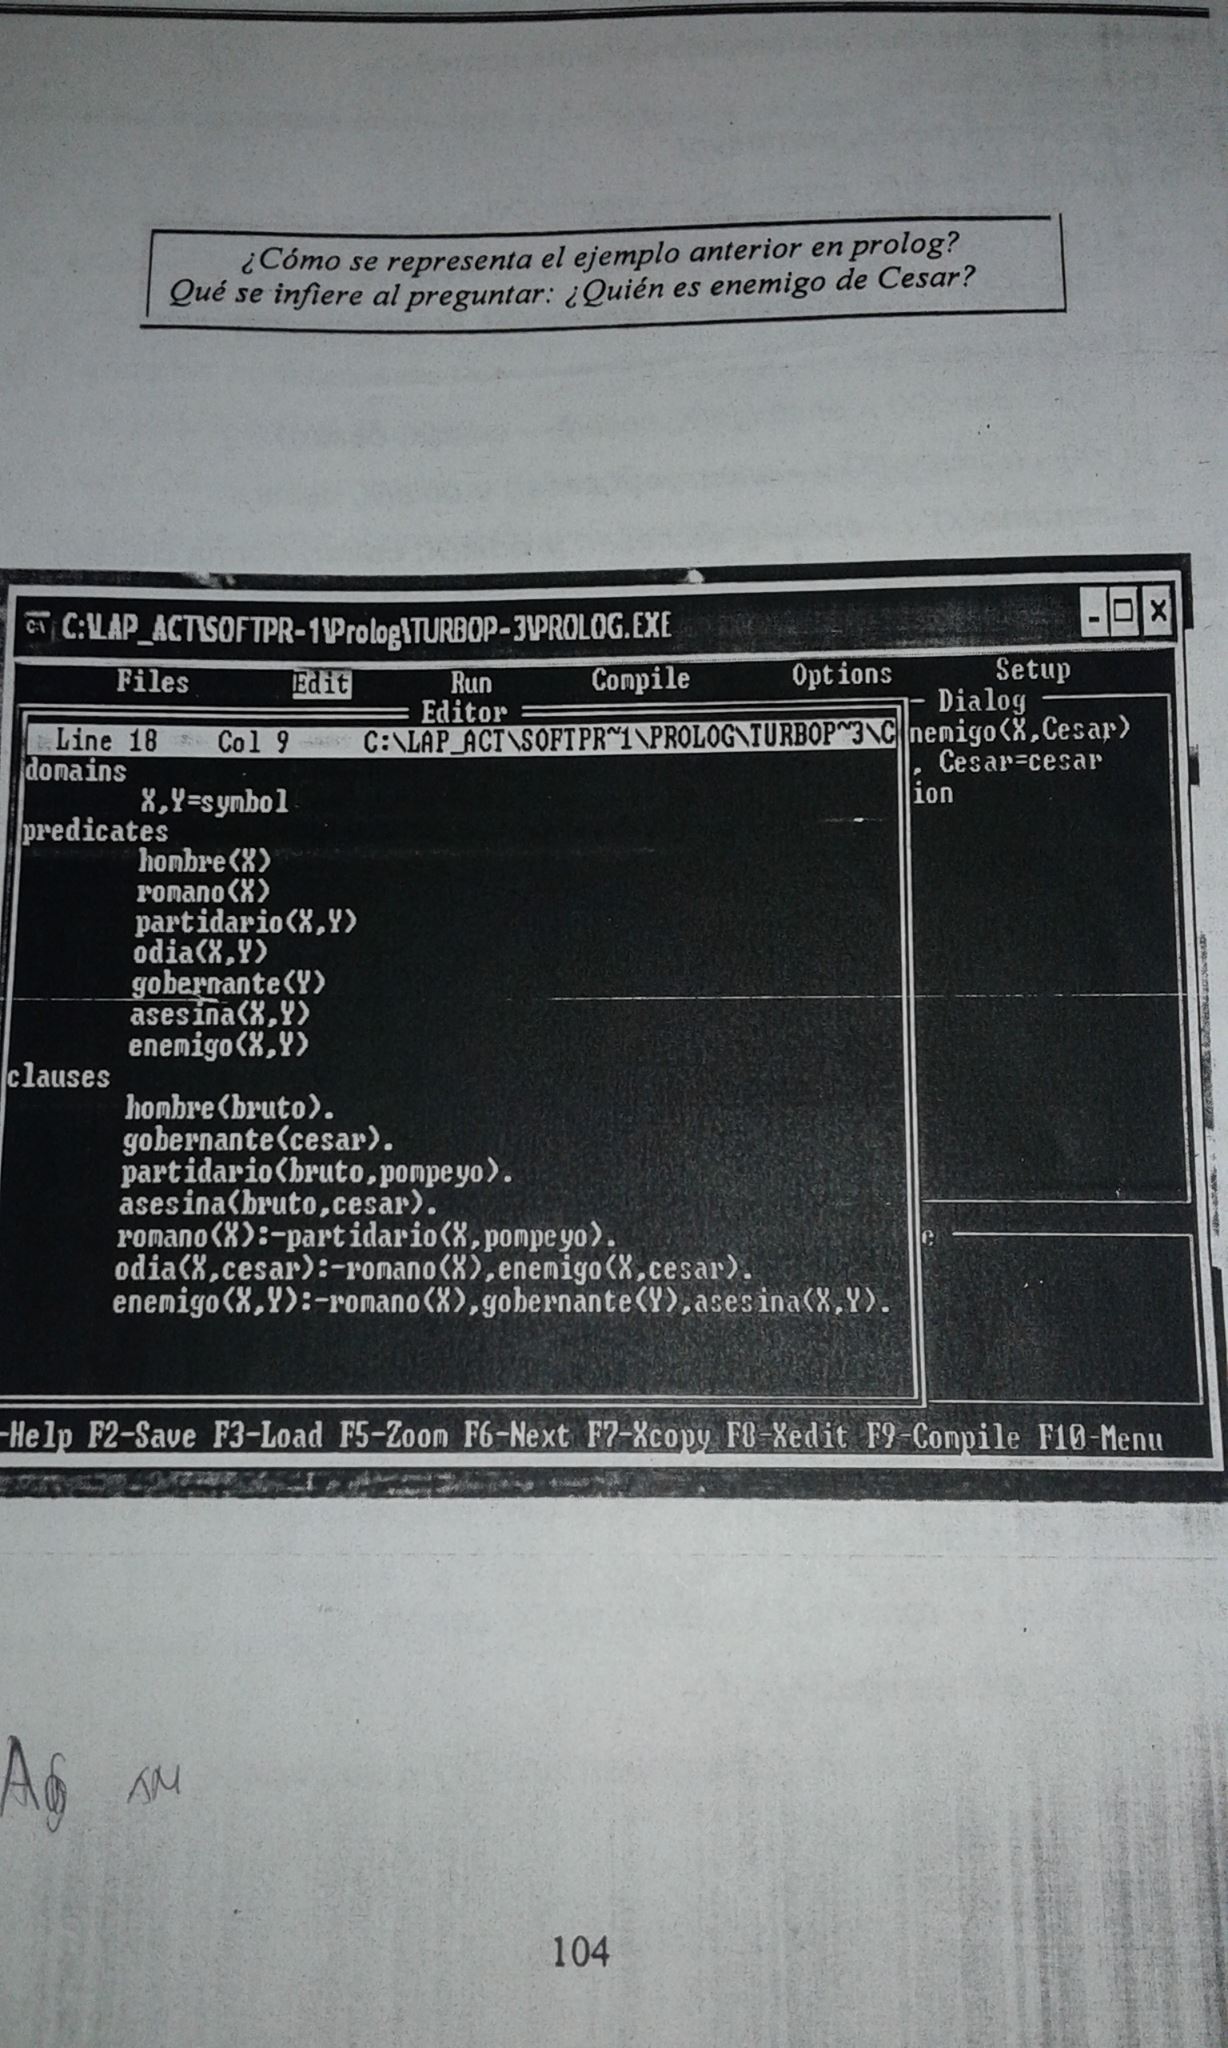 ¿Cómo se representa el ejemplo anterior en prolog?
Qué se infiere al preguntar: ¿Quién es enemigo de Cesar?
C:\LAP_ACT\SOFTPR-1\Prolog\TURBOP-3\PROLOG.EXE
Files Edit Run Compile Options Setup
Editor
Dialog
Line 18 Col 9 C:\LAP_ACT\SOFTPR~1\PROLOG\TURBOP~3\C
nemigo(X,Cesar)
, Cesar=cesar
ion
domains
X,Y=symbol
predicates
hombre(X)
romano(X)
partidario(X,Y)
odia(X,Y)
gobernante(Y)
asesina(X,Y)
enemigo(X,Y)
clauses
hombre(bruto).
gobernante(cesar).
partidario(bruto,pompeyo).
asesina(bruto,cesar).
romano(X):-partidario(X,pompeyo).
e
odia(X,cesar):-romano(X),enemigo(X,cesar).
enemigo(X,Y):-romano(X),gobernante(Y),asesina(X,Y).
-Help F2-Save F3-Load F5-Zoom F6-Next F7-Xcopy F8-Xedit F9-Compile F10-Menu
104